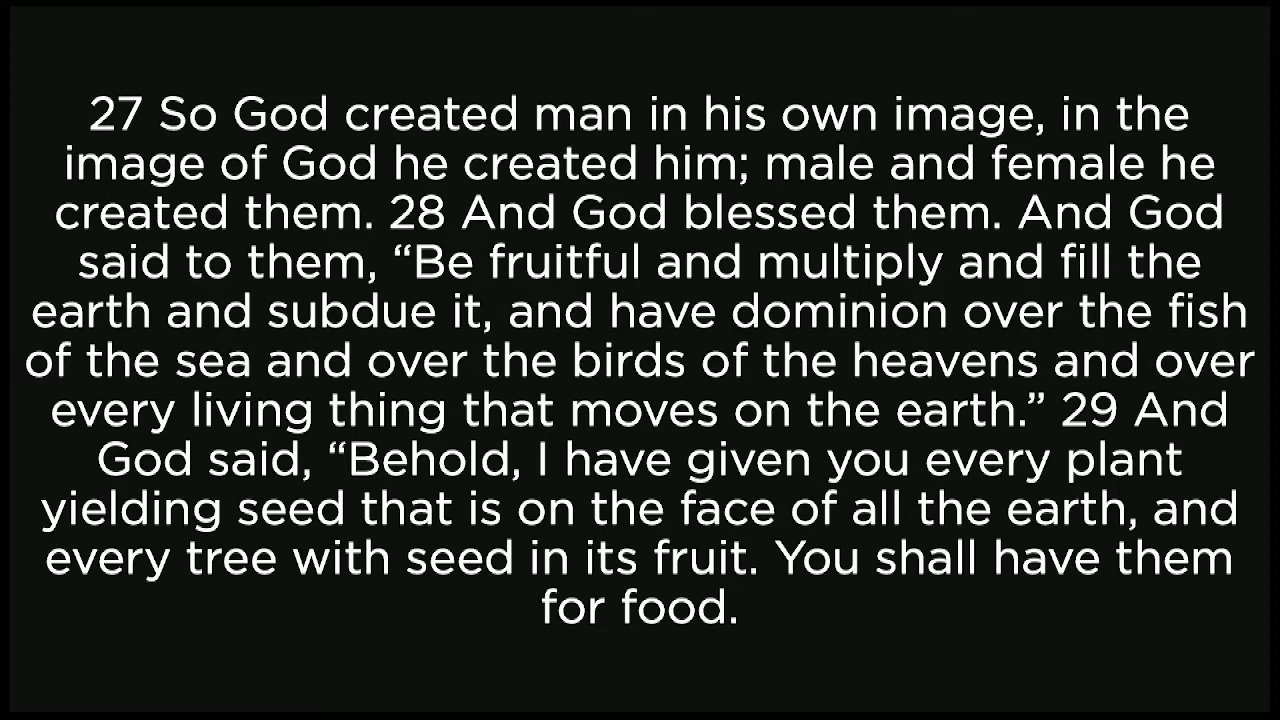 27 So God created man in his own image, in the
image of God he created him; male and female he
created them. 28 And God blessed them. And God
said to them, “Be fruitful and multiply and fill the
earth and subdue it, and have dominion over the fish
of the sea and over the birds of the heavens and over
every living thing that moves on the earth.” 29 And
God said, “Behold, I have given you every plant
yielding seed that is on the face of all the earth, and
every tree with seed in its fruit. You shall have them
for food.